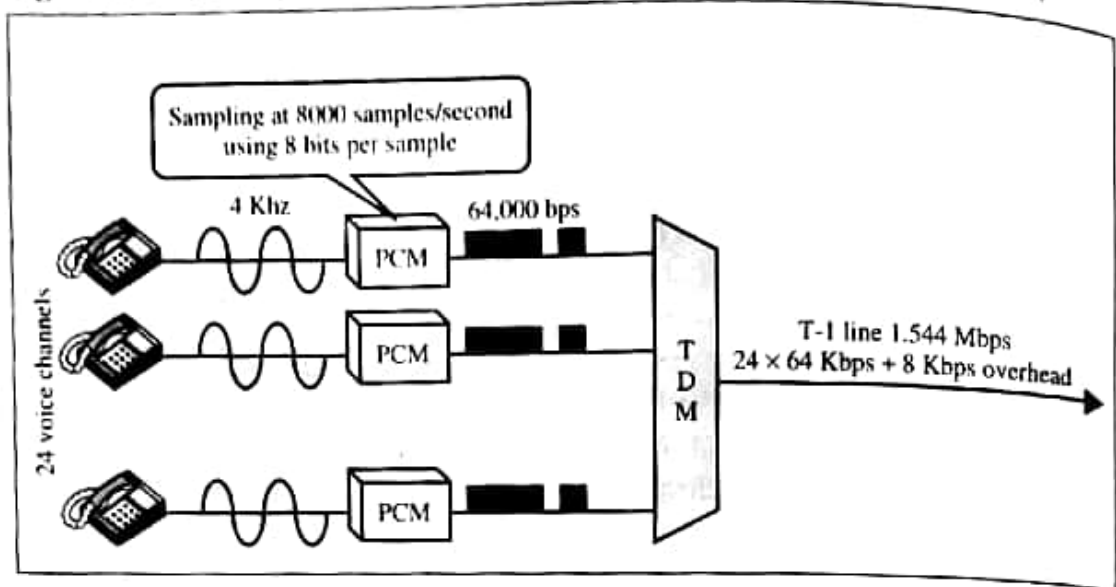 Sampling at 8000 samples/second
using 8 bits per sample
4 Khz
64,000 bps
PCM
PCM
PCM
24 voice channels
T
D
M
T-1 line 1.544 Mbps
24 × 64 Kbps + 8 Kbps overhead